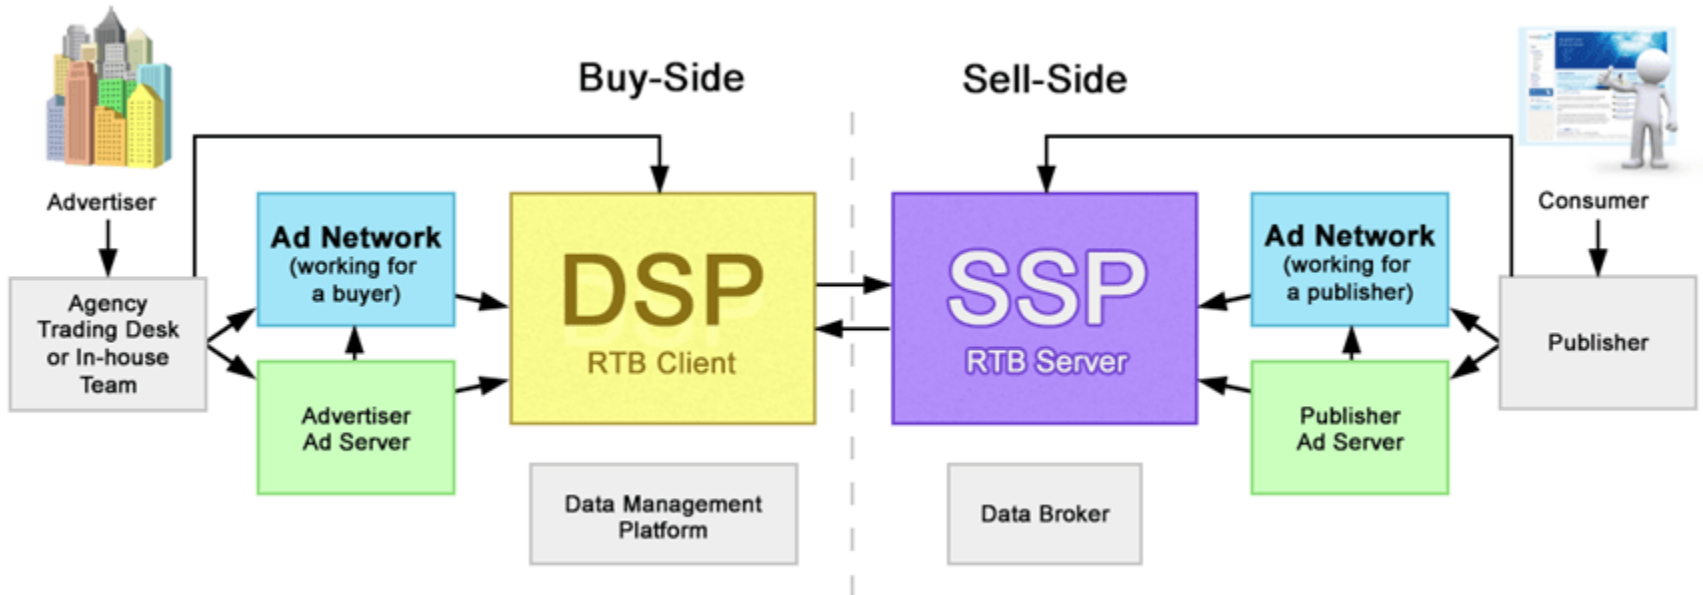 Buy-Side
Sell-Side
Advertiser
Consumer
Agency
Trading Desk
or In-house
Team
Ad Network
(working for
a buyer)
Advertiser
Ad Server
DSP
RTB Client
Data Management
Platform
SSP
RTB Server
Data Broker
Ad Network
(working for
a publisher)
Publisher
Ad Server
Publisher